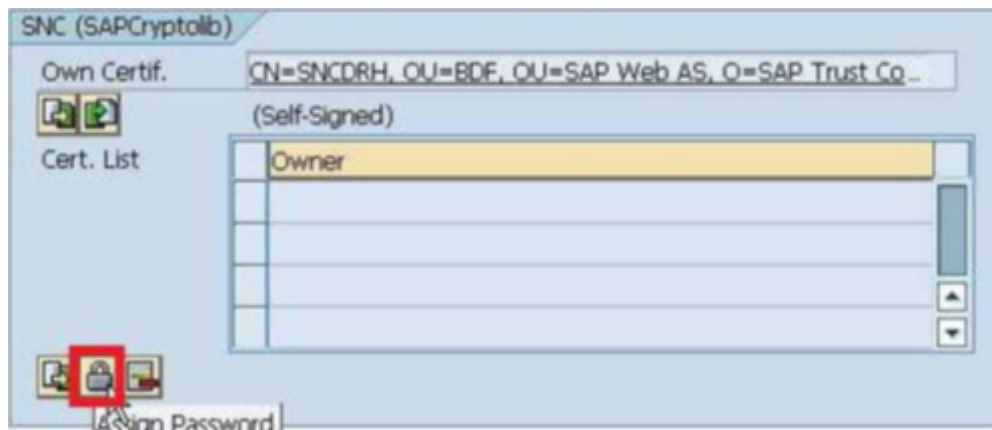 SNC (SAPCryptolib)
Own Certif. CN=SNCDRH, OU=BDF, OU=SAP Web AS, O=SAP Trust Co...
(Self-Signed)
Cert. List Owner
Assign Password